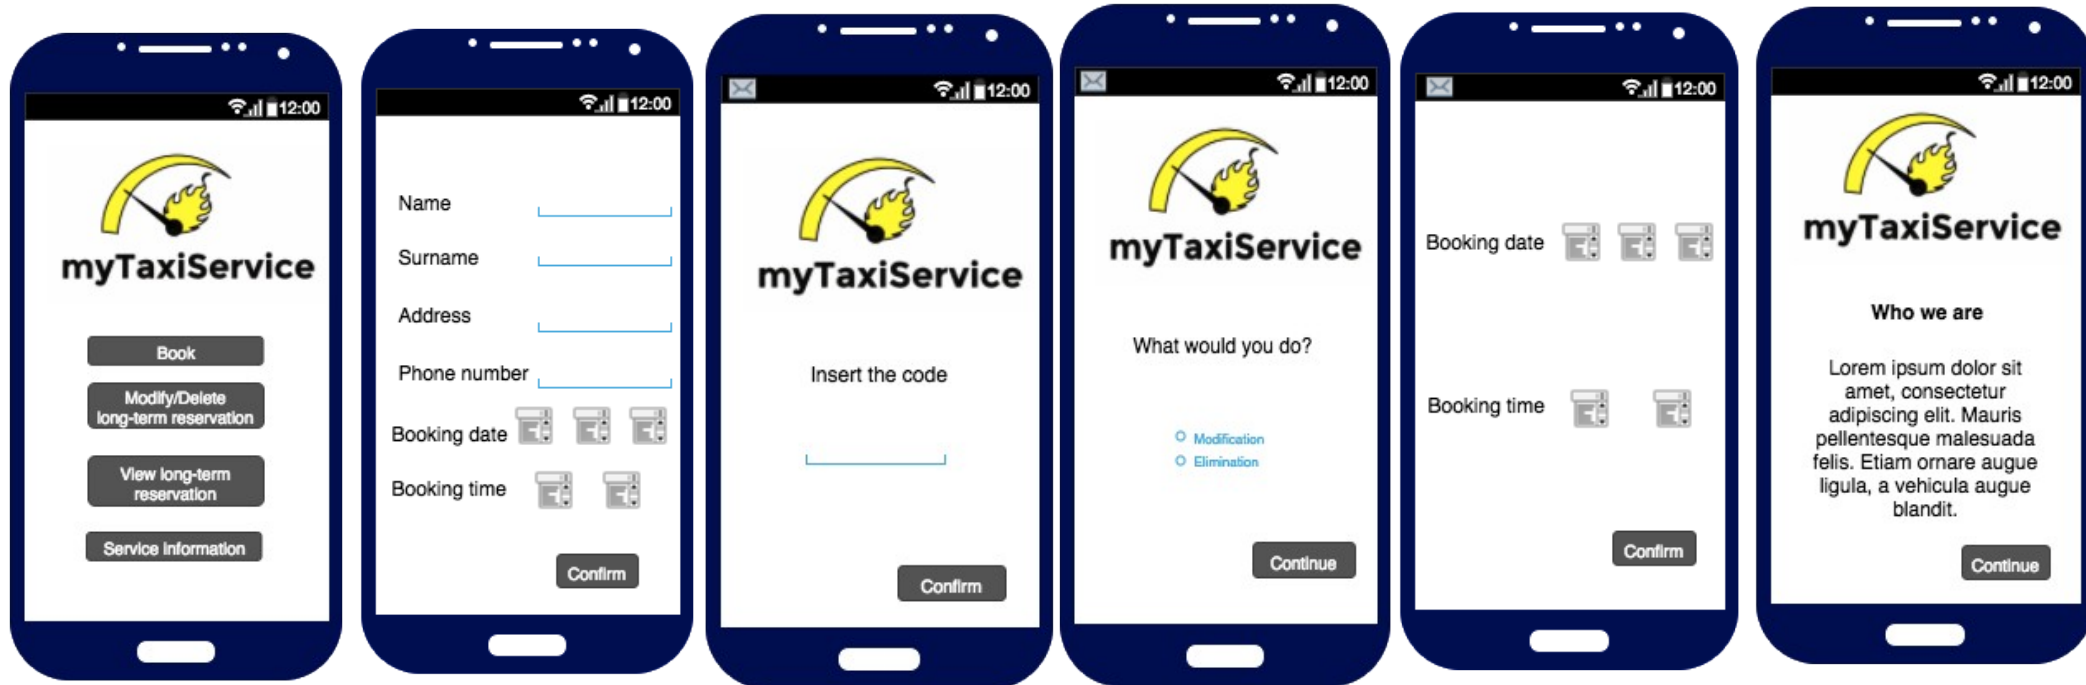 12:00
myTaxiService
Book
Modify/Delete
long-term reservation
View long-term
reservation
Service information
12:00
Name
Surname
Address
Phone number
Booking date
Booking time
Confirm
12:00
myTaxiService
Insert the code
Confirm
12:00
myTaxiService
What would you do?
Modification
Elimination
Continue
12:00
Booking date
Booking time
Confirm
12:00
myTaxiService
Who we are
Lorem ipsum dolor sit
amet, consectetur
adipiscing elit. Mauris
pellentesque malesuada
felis. Etiam ornare augue
ligula, a vehicula augue
blandit.
Continue